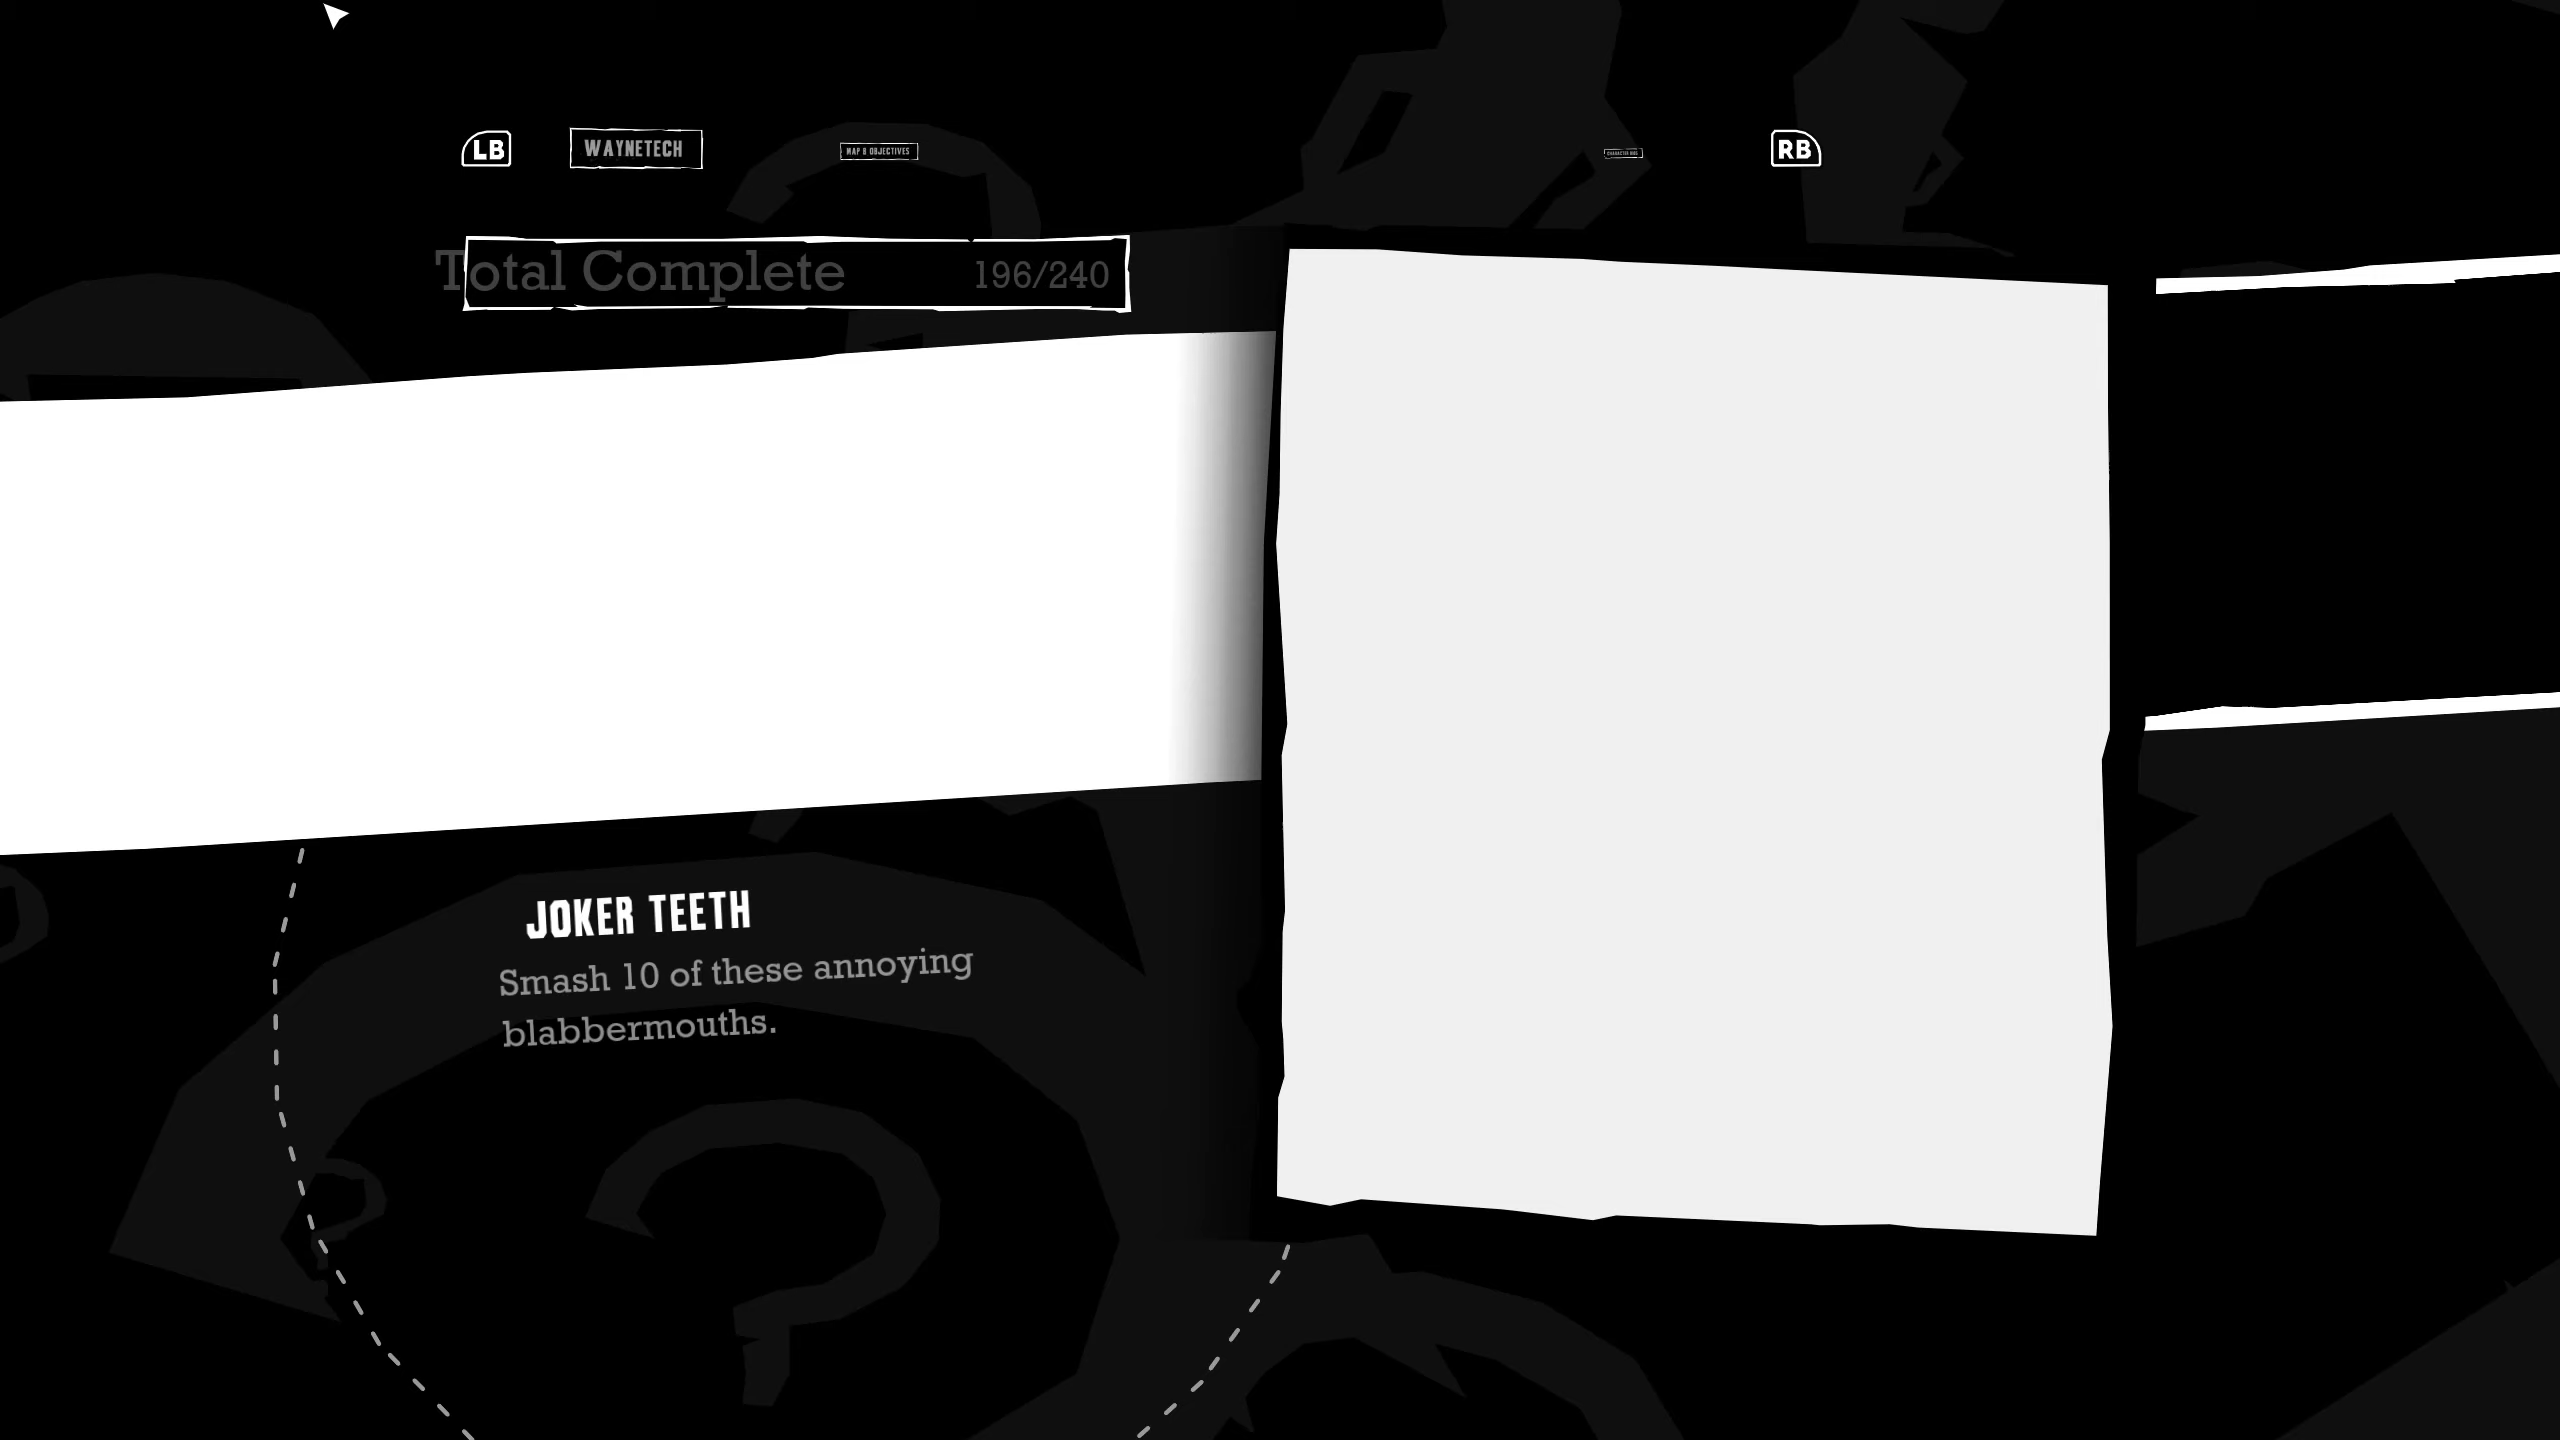 LB
WAYNETECH
MAP & OBJECTIVES
RB
Total Complete
196/240
JOKER TEETH
Smash 10 of these annoying
blabbermouths.